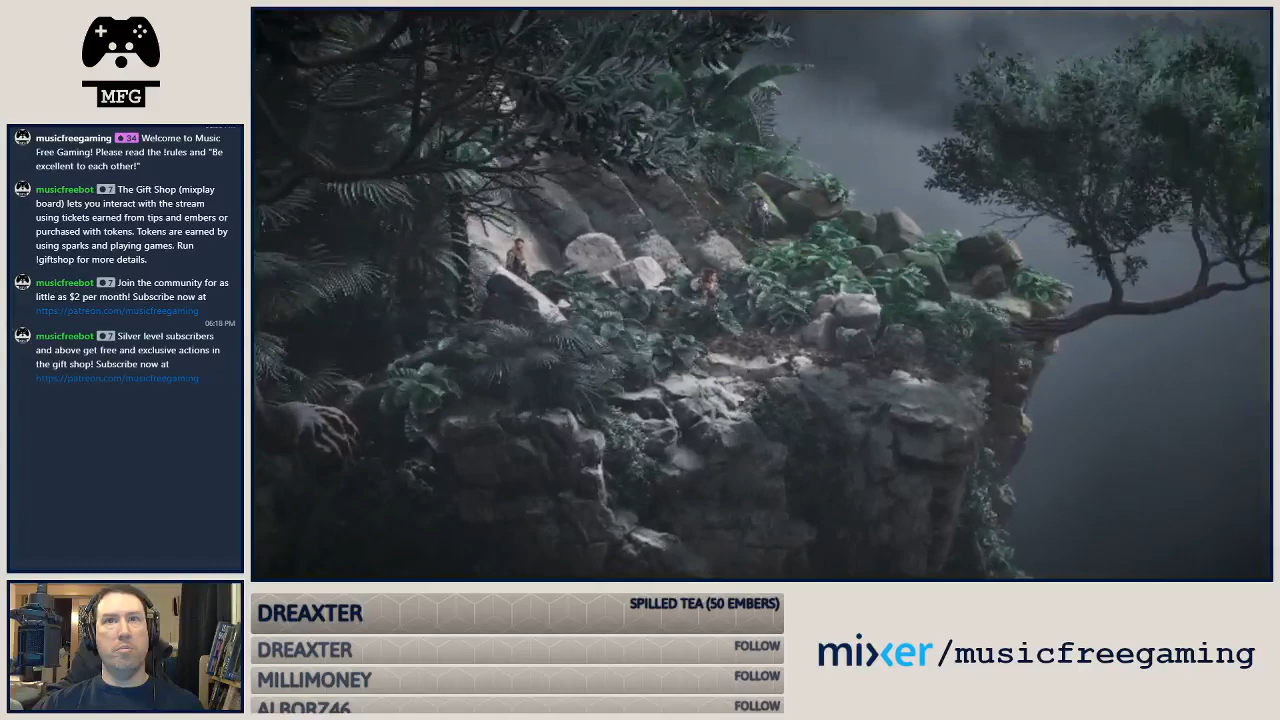 MFG
musicfreegaming 34 Welcome to Music
Free Gaming! Please read the !rules and "Be
excellent to each other!"
musicfreebot 7 The Gift Shop (mixplay
board) lets you interact with the stream
using tickets earned from tips and embers or
purchased with tokens. Tokens are earned by
using sparks and playing games. Run
!giftshop for more details.
musicfreebot 7 Join the community for as
little as $2 per month! Subscribe now at
https://patreon.com/musicfreegaming
06:18 PM
musicfreebot 7 Silver level subscribers
and above get free and exclusive actions in
the gift shop! Subscribe now at
https://patreon.com/musicfreegaming
DREAXTER SPILLED TEA (50 EMBERS)
DREAXTER FOLLOW
MILLIMONEY FOLLOW
ALBORZ46 FOLLOW
mixer/musicfreegaming